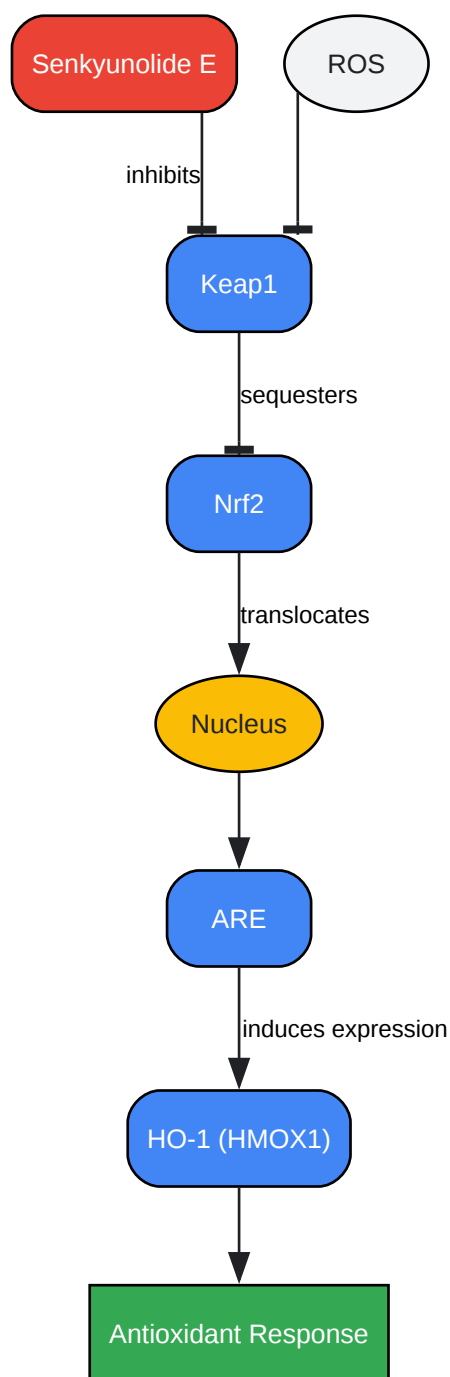 Senkyunolide E
ROS
inhibits
Keap1
sequesters
Nrf2
translocates
Nucleus
ARE
induces expression
HO-1 (HMOX1)
Antioxidant Response